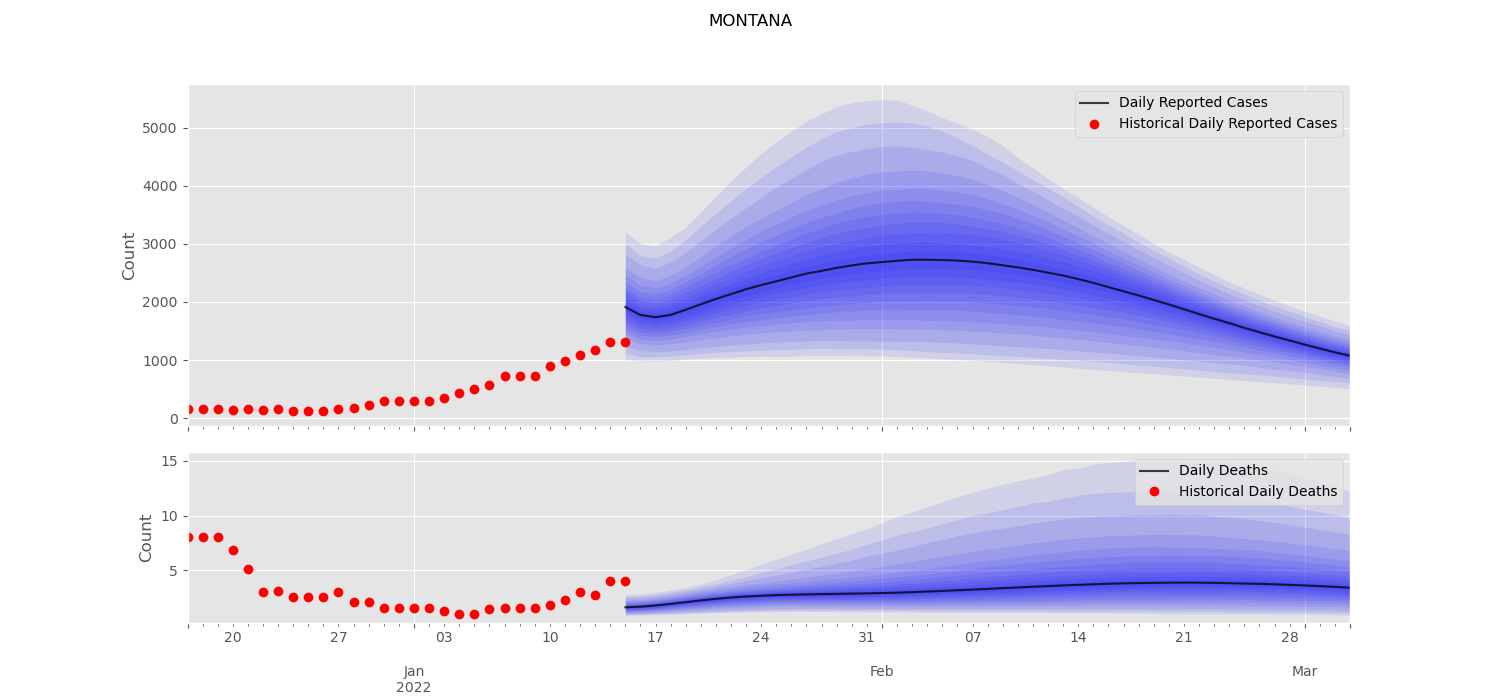 MONTANA
Daily Reported Cases
Historical Daily Reported Cases
Count
5000
4000
3000
2000
1000
0
Daily Deaths
Historical Daily Deaths
Count
15
10
5
20 27 03 10 17 24 31 07 14 21 28
Jan Feb Mar
2022